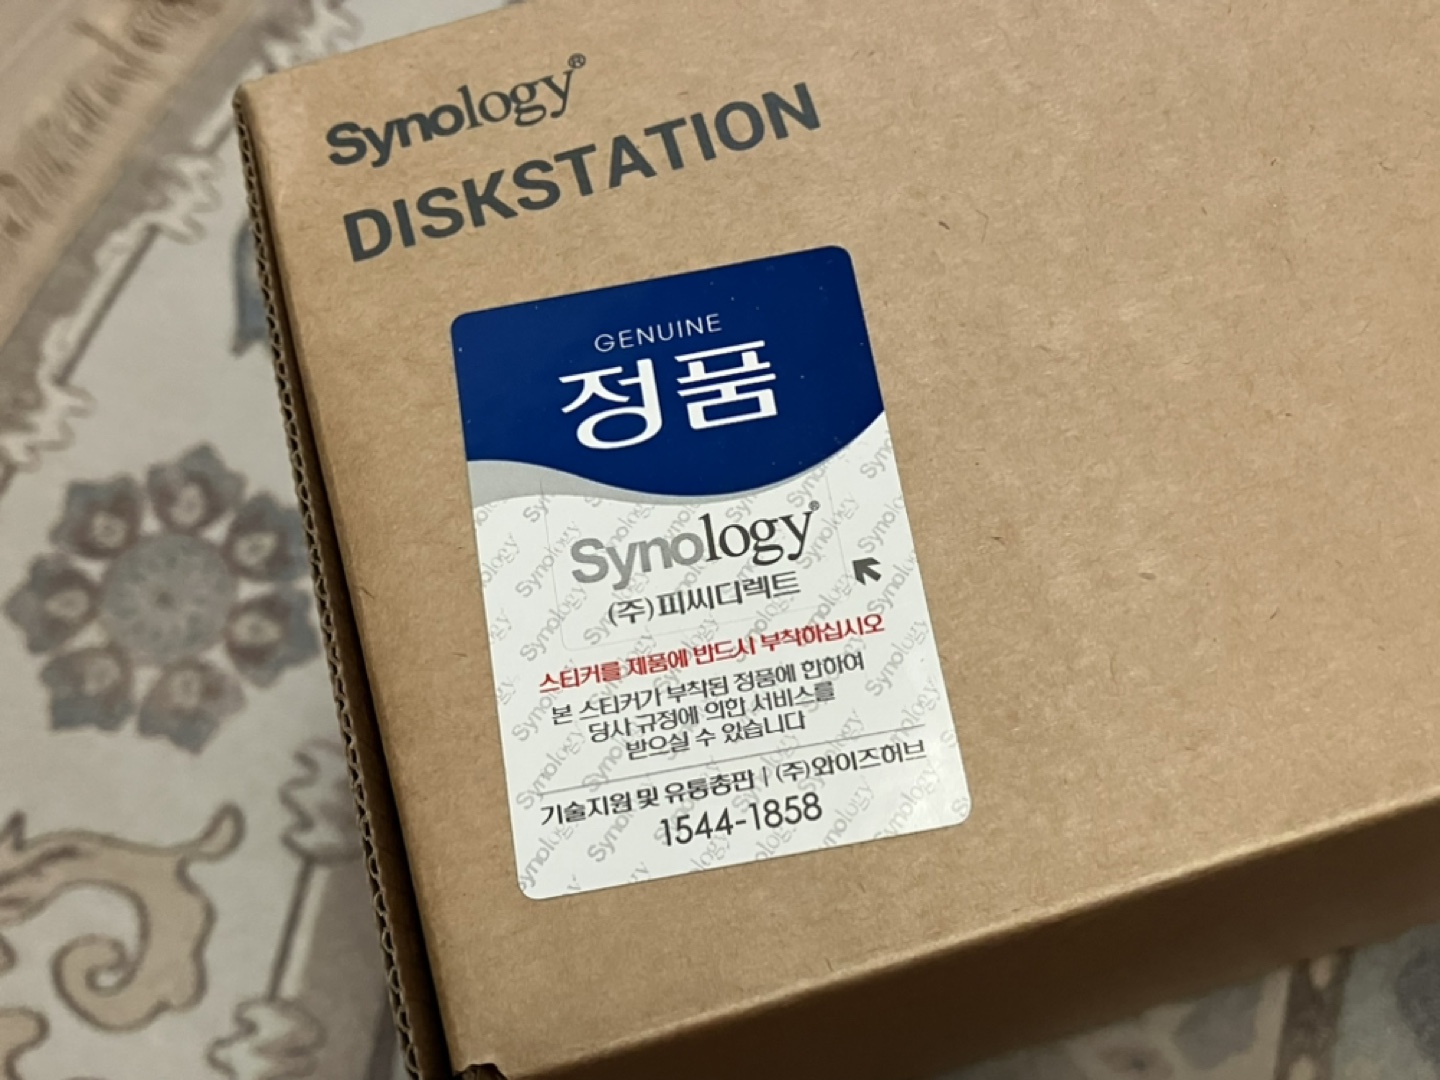 Synology®
DISKSTATION
GENUINE
정품
Synology®
(주)피씨디렉트
스티커를 제품에 반드시 부착하십시오
본 스티커가 부착된 정품에 한하여
당사 규정에 의한 서비스를
받으실 수 있습니다
기술지원 및 유통총판 | (주)와이즈허브
1544-1858